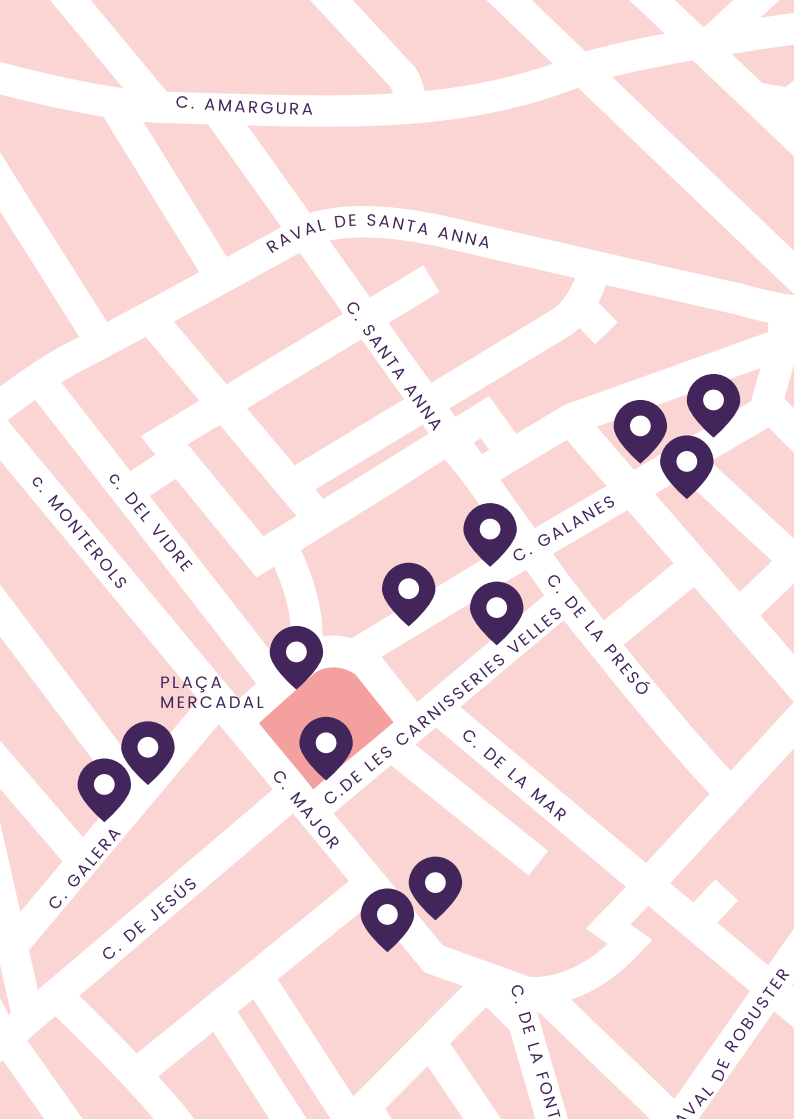 C. AMARGURA
RAVAL DE SANTA ANNA
C. SANTA ANNA
C. MONTEROLS
C. DEL VIDRE
C. GALANES
C. DE LA PRESÓ
PLAÇA
MERCADAL
C.DE LES CARNISSERIES VELLES
C. DE LA MAR
C. MAJOR
C. GALERA
C. DE JESÚS
C. DE LA FONT
AVAL DE ROBUSTER